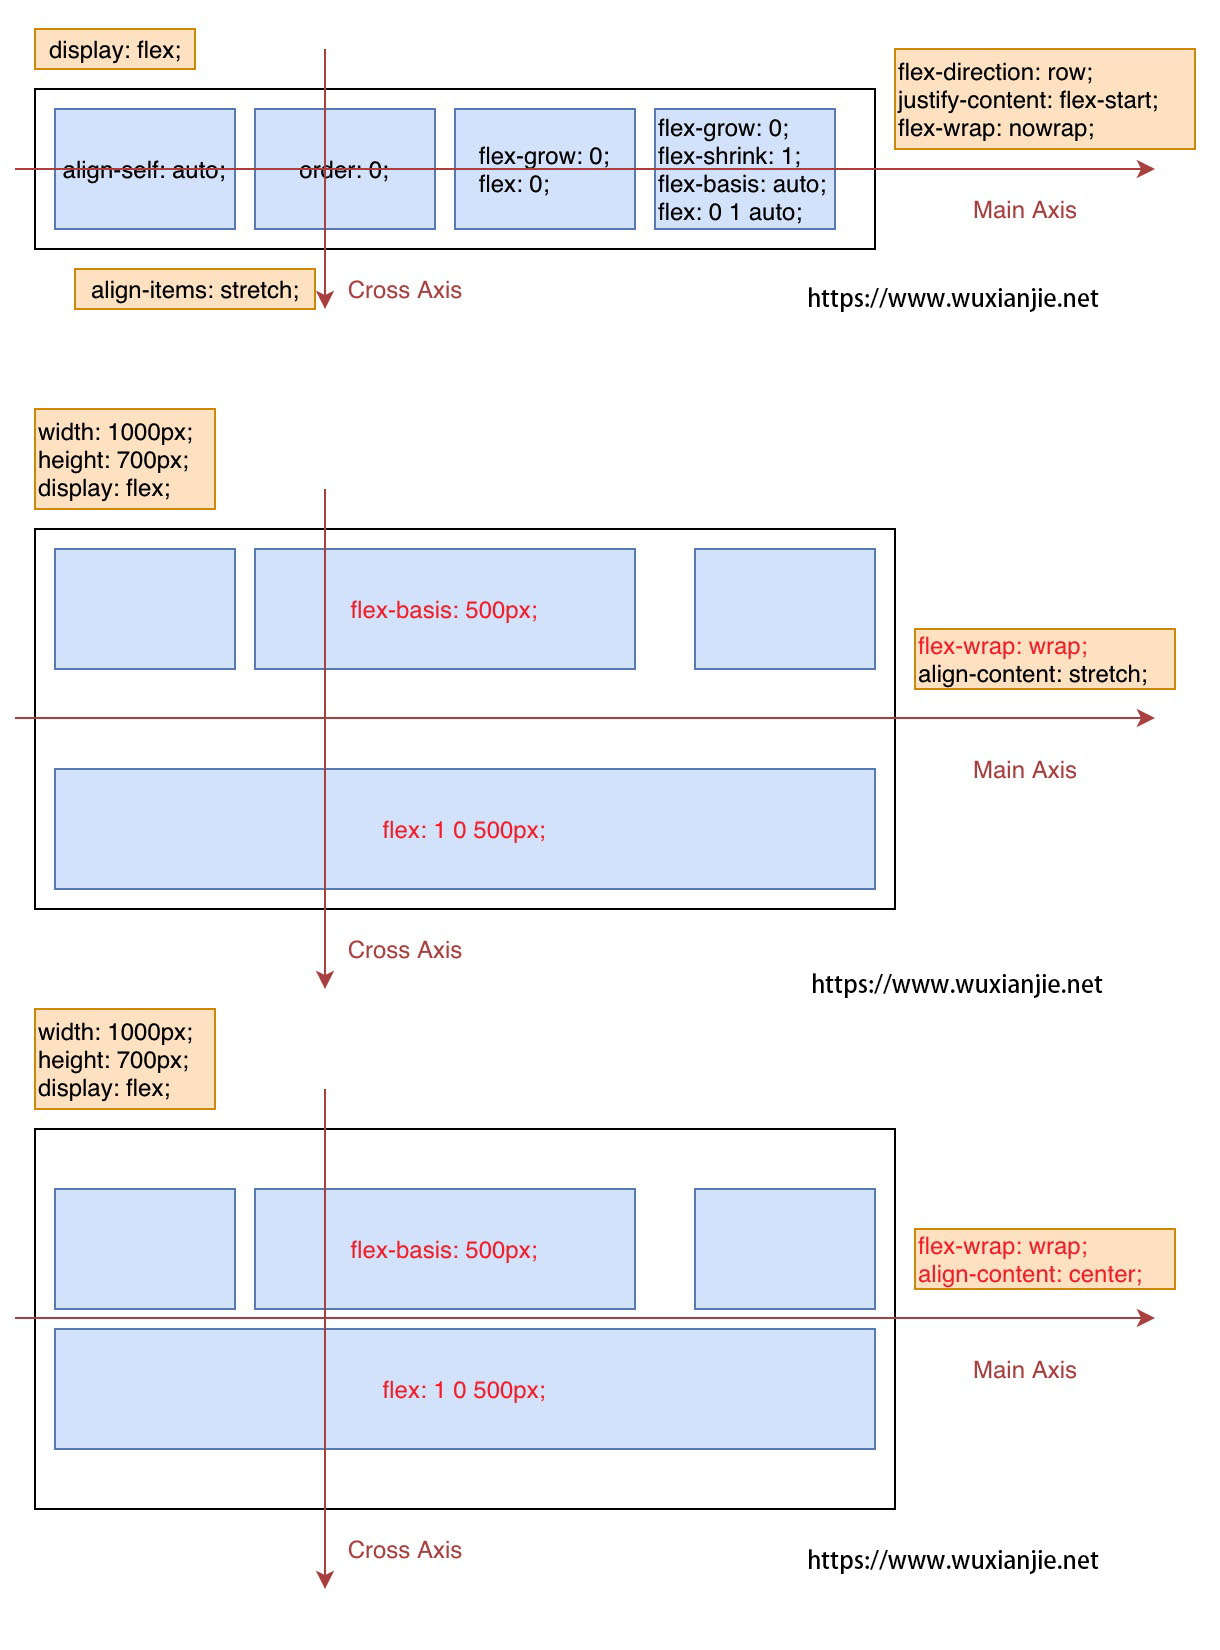 display: flex;
flex-direction: row;
justify-content: flex-start;
flex-wrap: nowrap;
align-self: auto;
order: 0;
flex-grow: 0;
flex: 0;
flex-grow: 0;
flex-shrink: 1;
flex-basis: auto;
flex: 0 1 auto;
Main Axis
align-items: stretch;
Cross Axis
https://www.wuxianjie.net
width: 1000px;
height: 700px;
display: flex;
flex-basis: 500px;
flex-wrap: wrap;
align-content: stretch;
Main Axis
flex: 1 0 500px;
Cross Axis
https://www.wuxianjie.net
width: 1000px;
height: 700px;
display: flex;
flex-basis: 500px;
flex-wrap: wrap;
align-content: center;
Main Axis
flex: 1 0 500px;
Cross Axis
https://www.wuxianjie.net